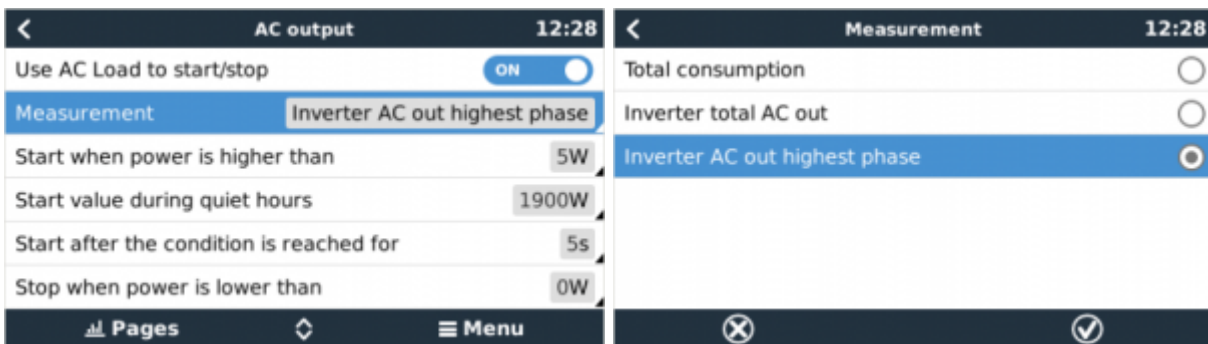 AC output 12:28
Use AC Load to start/stop ON
Measurement Inverter AC out highest phase
Start when power is higher than 5W
Start value during quiet hours 1900W
Start after the condition is reached for 5s
Stop when power is lower than 0W
Pages Menu
Measurement 12:28
Total consumption
Inverter total AC out
Inverter AC out highest phase